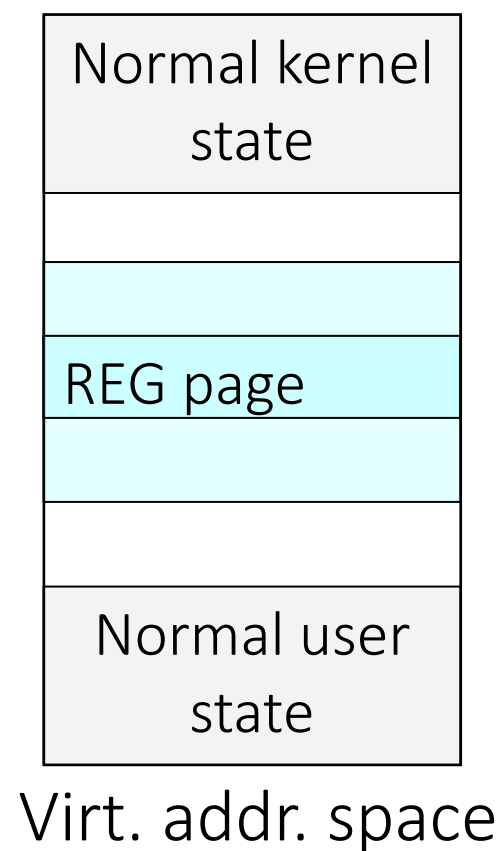 Normal kernel
state
REG page
Normal user
state
Virt. addr. space